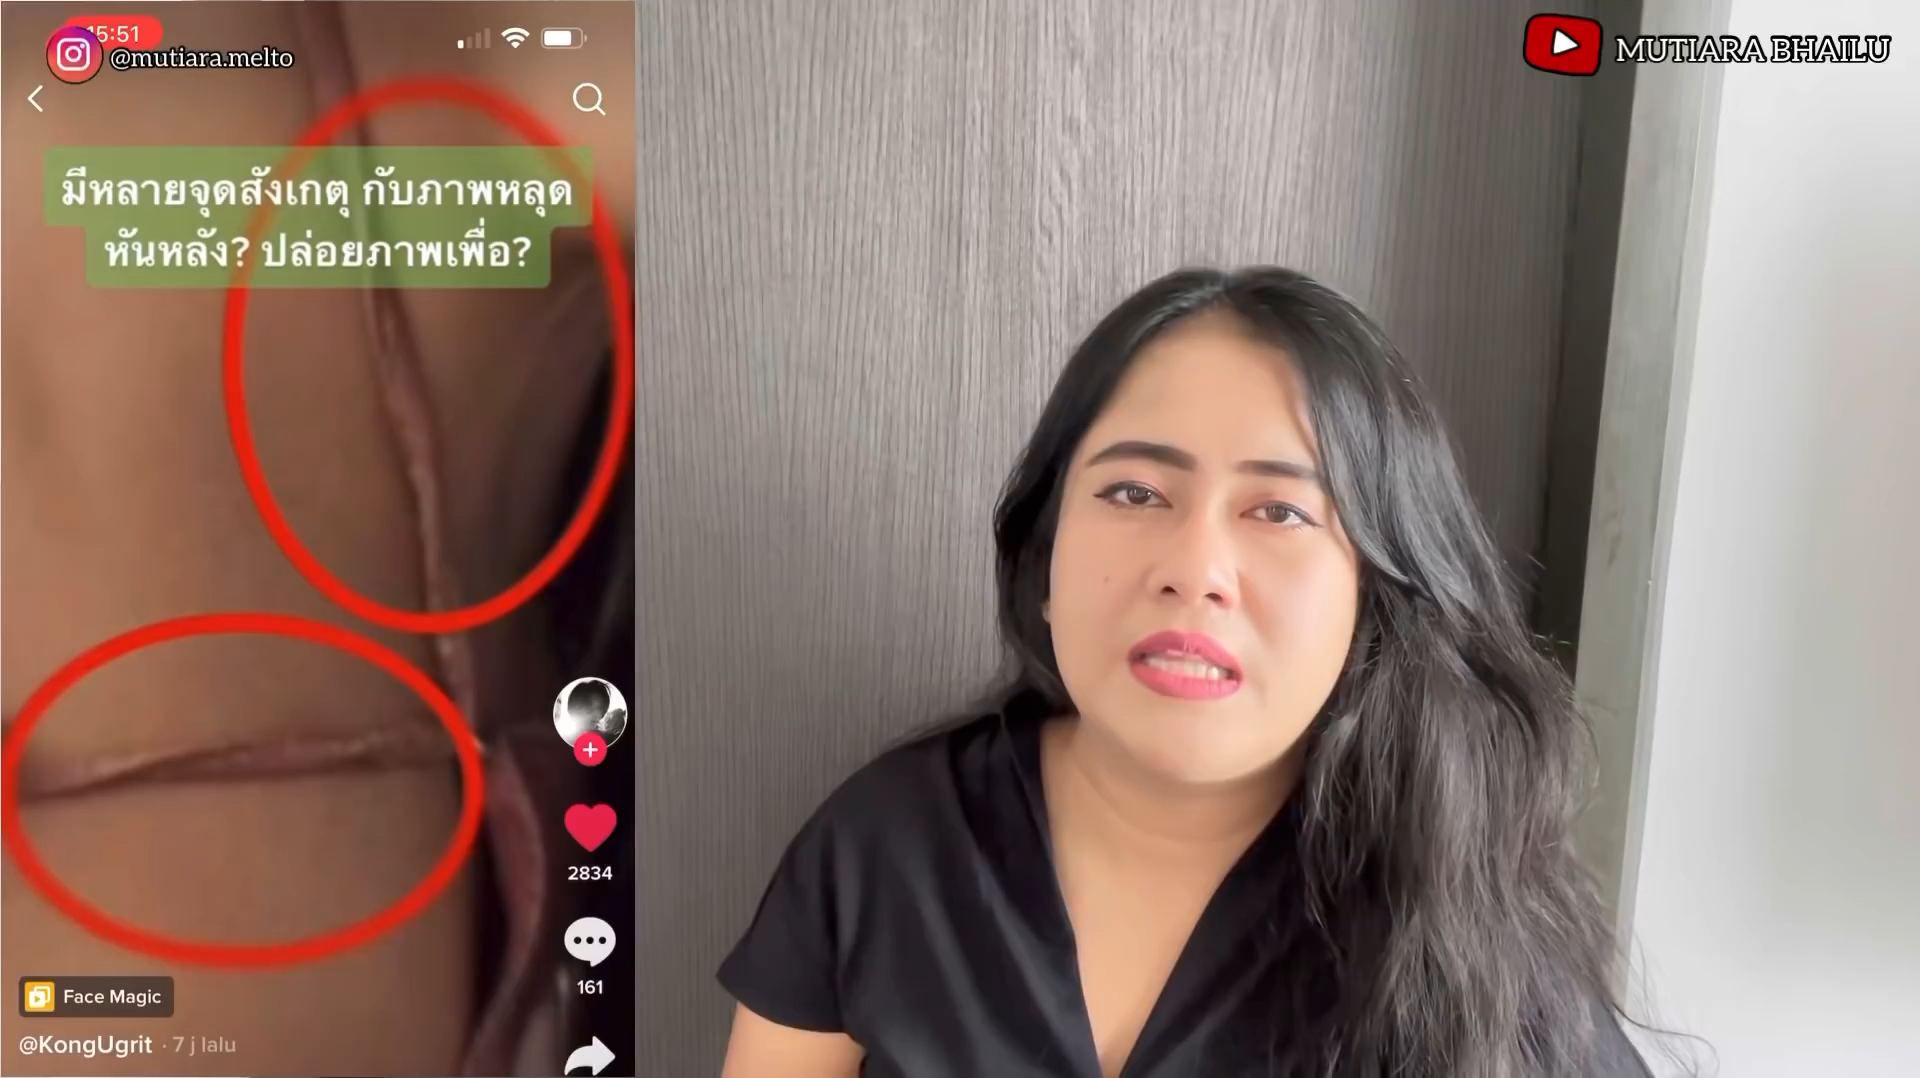 15:51
@mutiara.melto
MUTIARA BHAILU
มีหลายจุดสังเกตุ กับภาพหลุด
หันหลัง? ปล่อยภาพเพื่อ?
2834
161
Face Magic
@KongUgrit · 7 j lalu